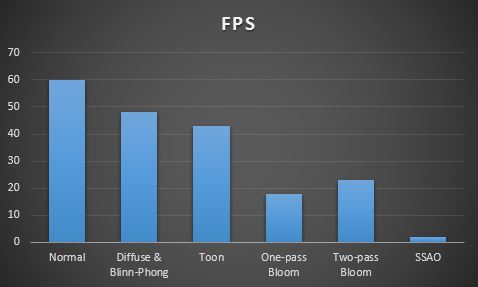 FPS
70
60
50
40
30
20
10
0
Normal
Diffuse &
Blinn-Phong
Toon
One-pass
Bloom
Two-pass
Bloom
SSAO